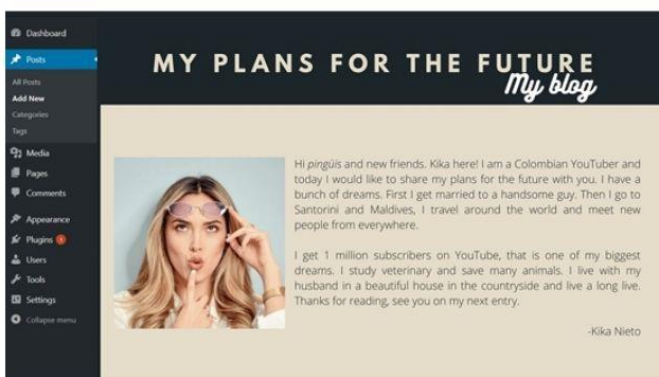 Dashboard
Posts
All Posts
Add New
Categories
Tags
Media
Pages
Comments
Appearance
Plugins 1
Users
Tools
Settings
Collapse menu
MY PLANS FOR THE FUTURE
My blog
Hi pingüis and new friends. Kika here! I am a Colombian YouTuber and
today I would like to share my plans for the future with you. I have a
bunch of dreams. First I get married to a handsome guy. Then I go to
Santorini and Maldives, I travel around the world and meet new
people from everywhere.
I get 1 million subscribers on YouTube, that is one of my biggest
dreams. I study veterinary and save many animals. I live with my
husband in a beautiful house in the countryside and live a long live.
Thanks for reading, see you on my next entry.
-Kika Nieto